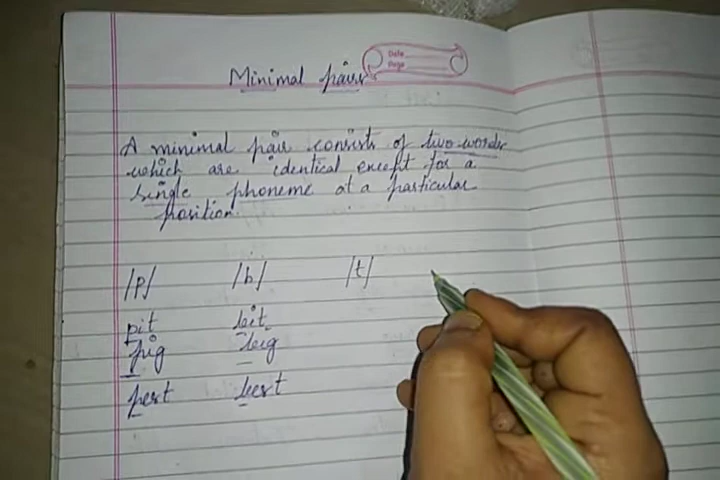 Date
Page
Minimal pair
A minimal pair consists of two words
which are identical except for a
single phoneme at a particular
position.
/p/ /b/ /t/
pit bit
pig big
pest best